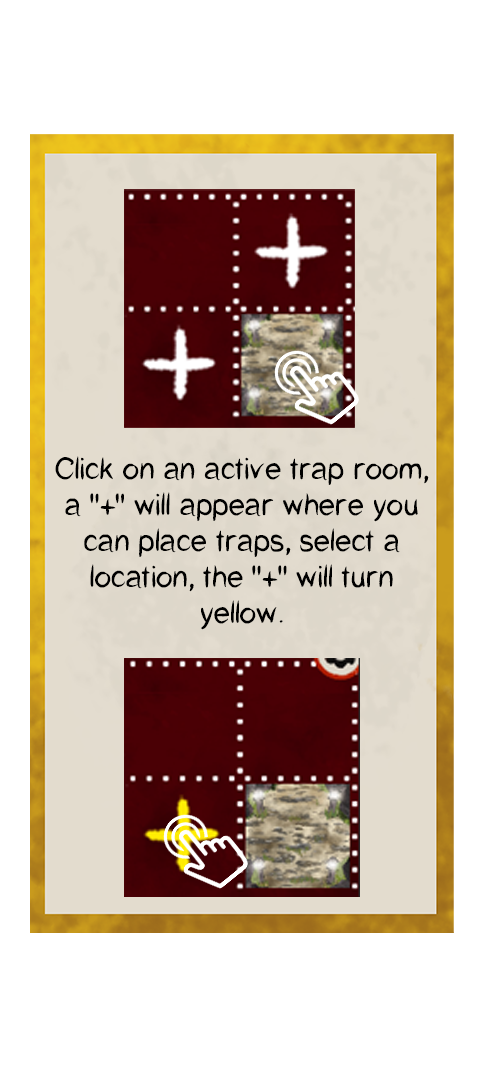 Click on an active trap room,
a "+" will appear where you
can place traps, select a
location, the "+" will turn
yellow.